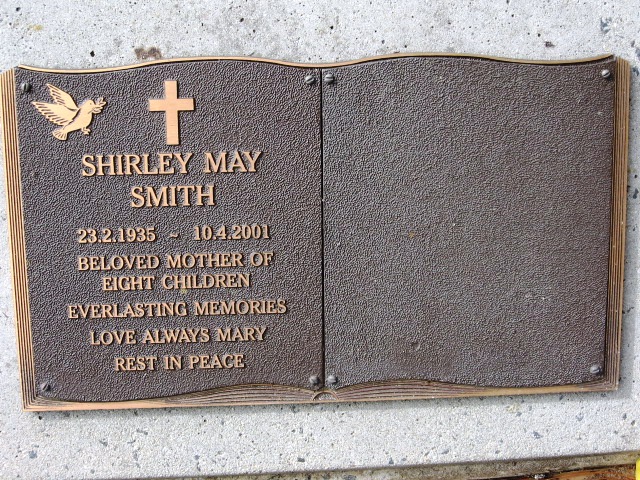 SHIRLEY MAY
SMITH
23.2.1935 ~ 10.4.2001
BELOVED MOTHER OF
EIGHT CHILDREN
EVERLASTING MEMORIES
LOVE ALWAYS MARY
REST IN PEACE